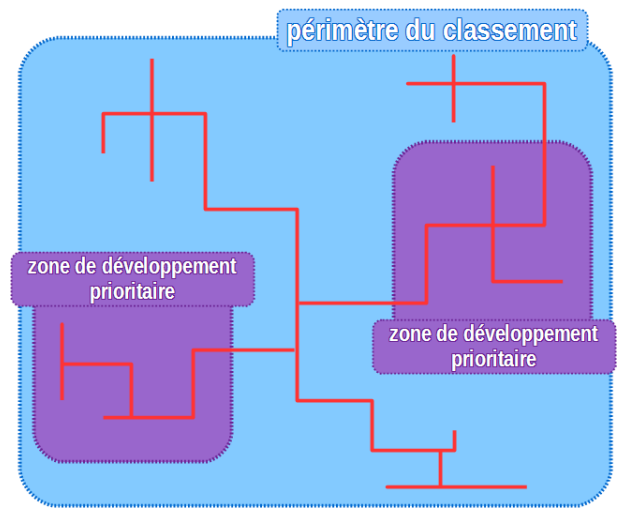 périmètre du classement
zone de développement
prioritaire
zone de développement
prioritaire